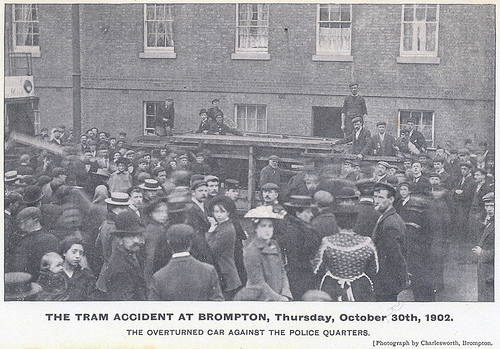 THE TRAM ACCIDENT AT BROMPTON, Thursday, October 30th, 1902.
THE OVERTURNED CAR AGAINST THE POLICE QUARTERS.
[Photograph by Charlesworth, Brompton.